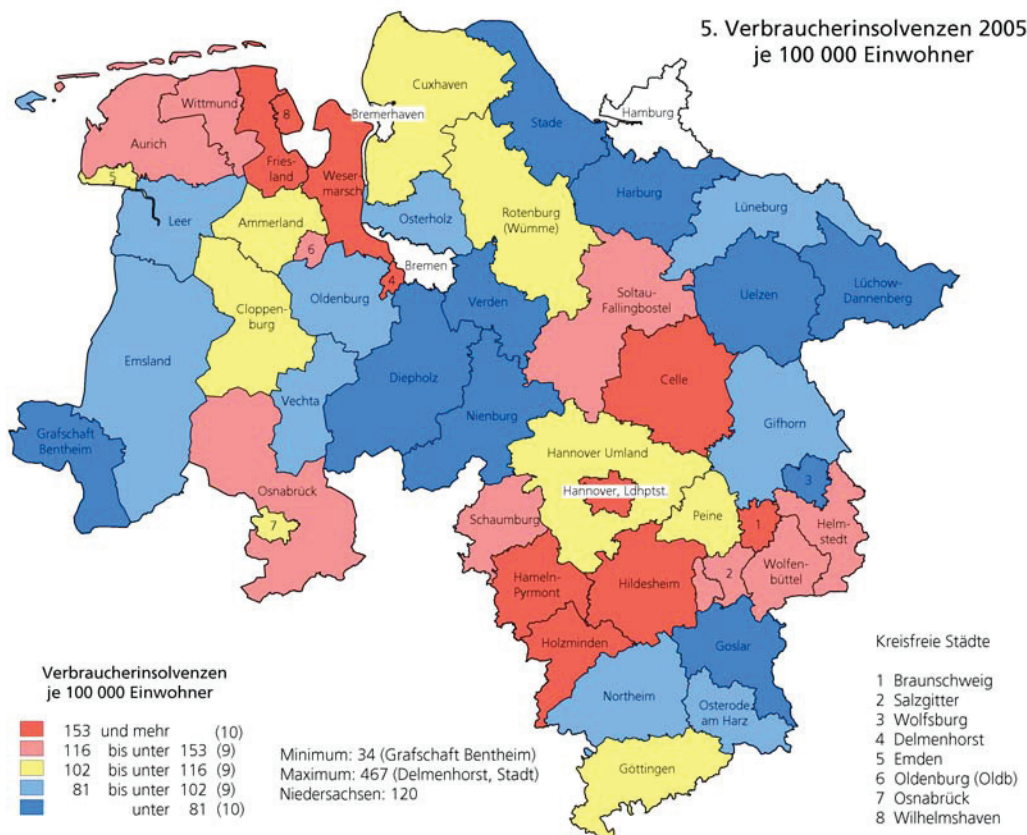 5. Verbraucherinsolvenzen 2005
je 100 000 Einwohner
Cuxhaven
Hamburg
Wittmund
8
Bremerhaven
Stade
Aurich
Fries-
land
Weser-
marsch
5
Harburg
Lüneburg
Leer
Ammerland
Osterholz
Rotenburg
(Wümme)
6
Bremen
4
Oldenburg
Verden
Soltau-
Fallingbostel
Uelzen
Lüchow-
Dannenberg
Cloppen-
burg
Emsland
Diepholz
Celle
Vechta
Nienburg
Gifhorn
Grafschaft
Bentheim
Hannover Umland
3
Osnabrück
Hannover, Ldhptst.
7
Schaumburg
Peine
1
Helm-
stedt
Wolfen-
büttel
2
Hameln-
Pyrmont
Hildesheim
Holzminden
Goslar
Northeim
Osterode
am Harz
Göttingen
Verbraucherinsolvenzen
je 100 000 Einwohner
153 und mehr (10)
116 bis unter 153 (9)
102 bis unter 116 (9)
81 bis unter 102 (9)
unter 81 (10)
Minimum: 34 (Grafschaft Bentheim)
Maximum: 467 (Delmenhorst, Stadt)
Niedersachsen: 120
Kreisfreie Städte
1 Braunschweig
2 Salzgitter
3 Wolfsburg
4 Delmenhorst
5 Emden
6 Oldenburg (Oldb)
7 Osnabrück
8 Wilhelmshaven